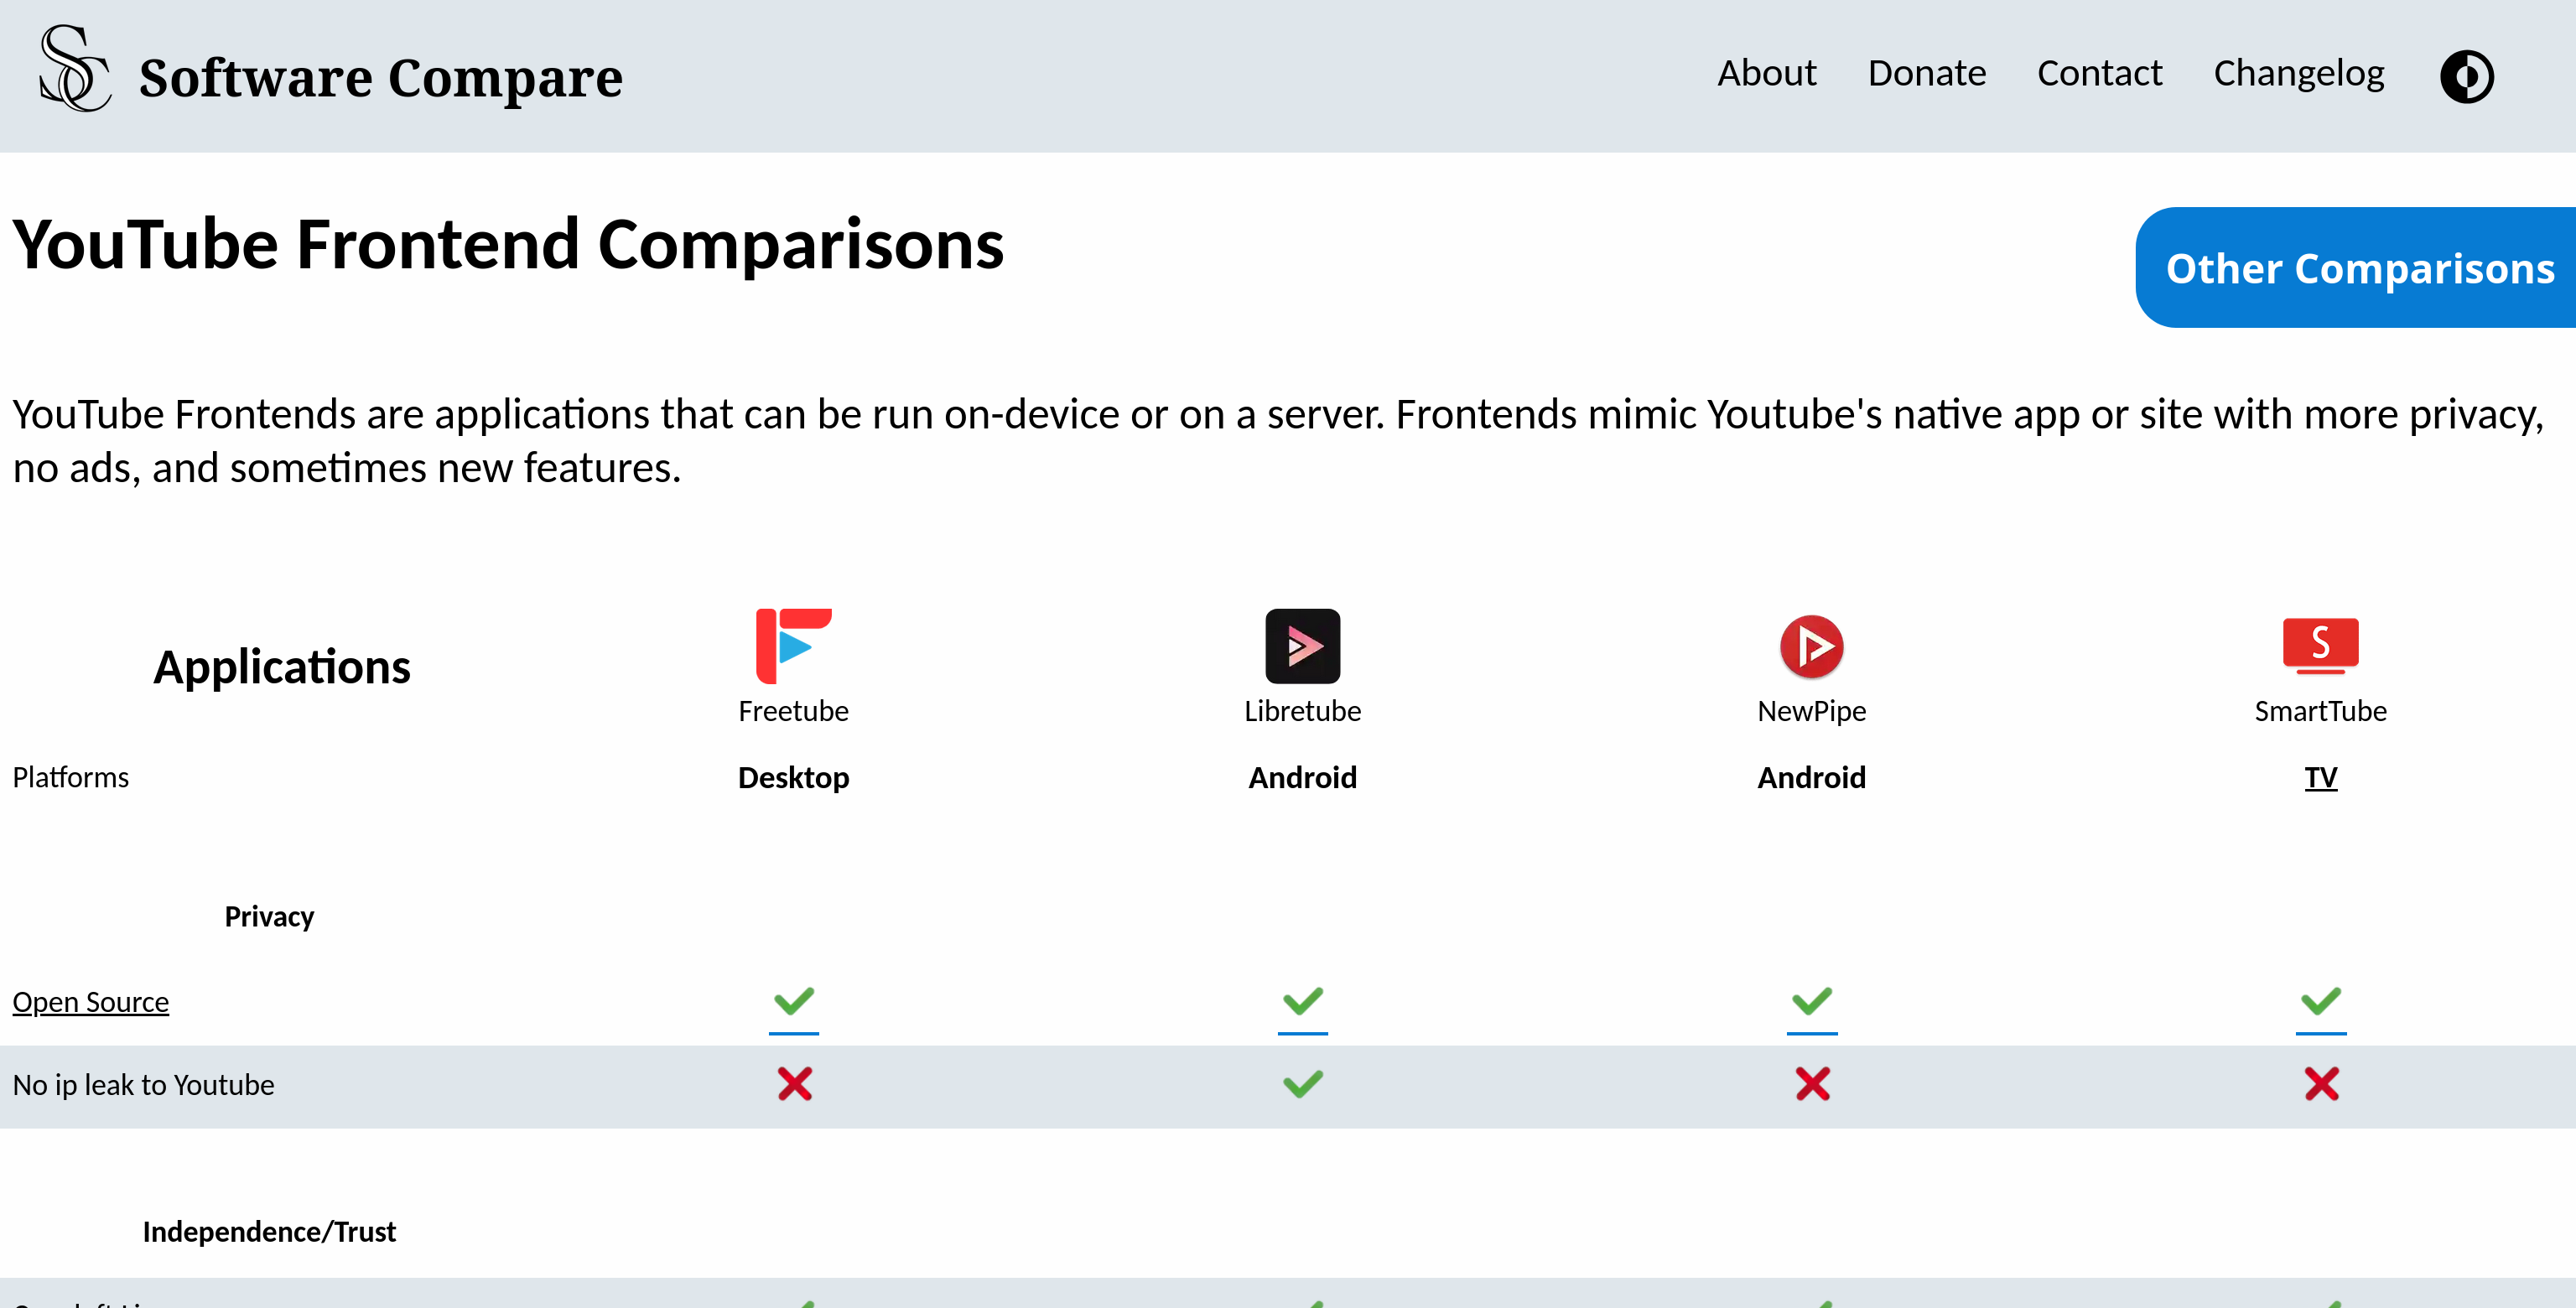 SC Software Compare
About Donate Contact Changelog
YouTube Frontend Comparisons
Other Comparisons
YouTube Frontends are applications that can be run on-device or on a server. Frontends mimic Youtube's native app or site with more privacy,
no ads, and sometimes new features.
Applications
Freetube Libretube NewPipe SmartTube
Platforms Desktop Android Android TV
Privacy
Open Source
No ip leak to Youtube
Independence/Trust